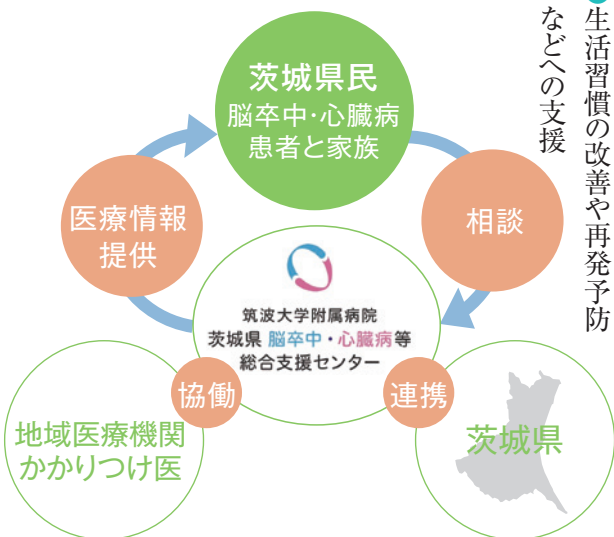 生活習慣の改善や再発予防
などへの支援
茨城県民
脳卒中・心臓病
患者と家族
医療情報
提供
相談
筑波大学附属病院
茨城県 脳卒中・心臓病等
総合支援センター
協働
連携
地域医療機関
かかりつけ医
茨城県